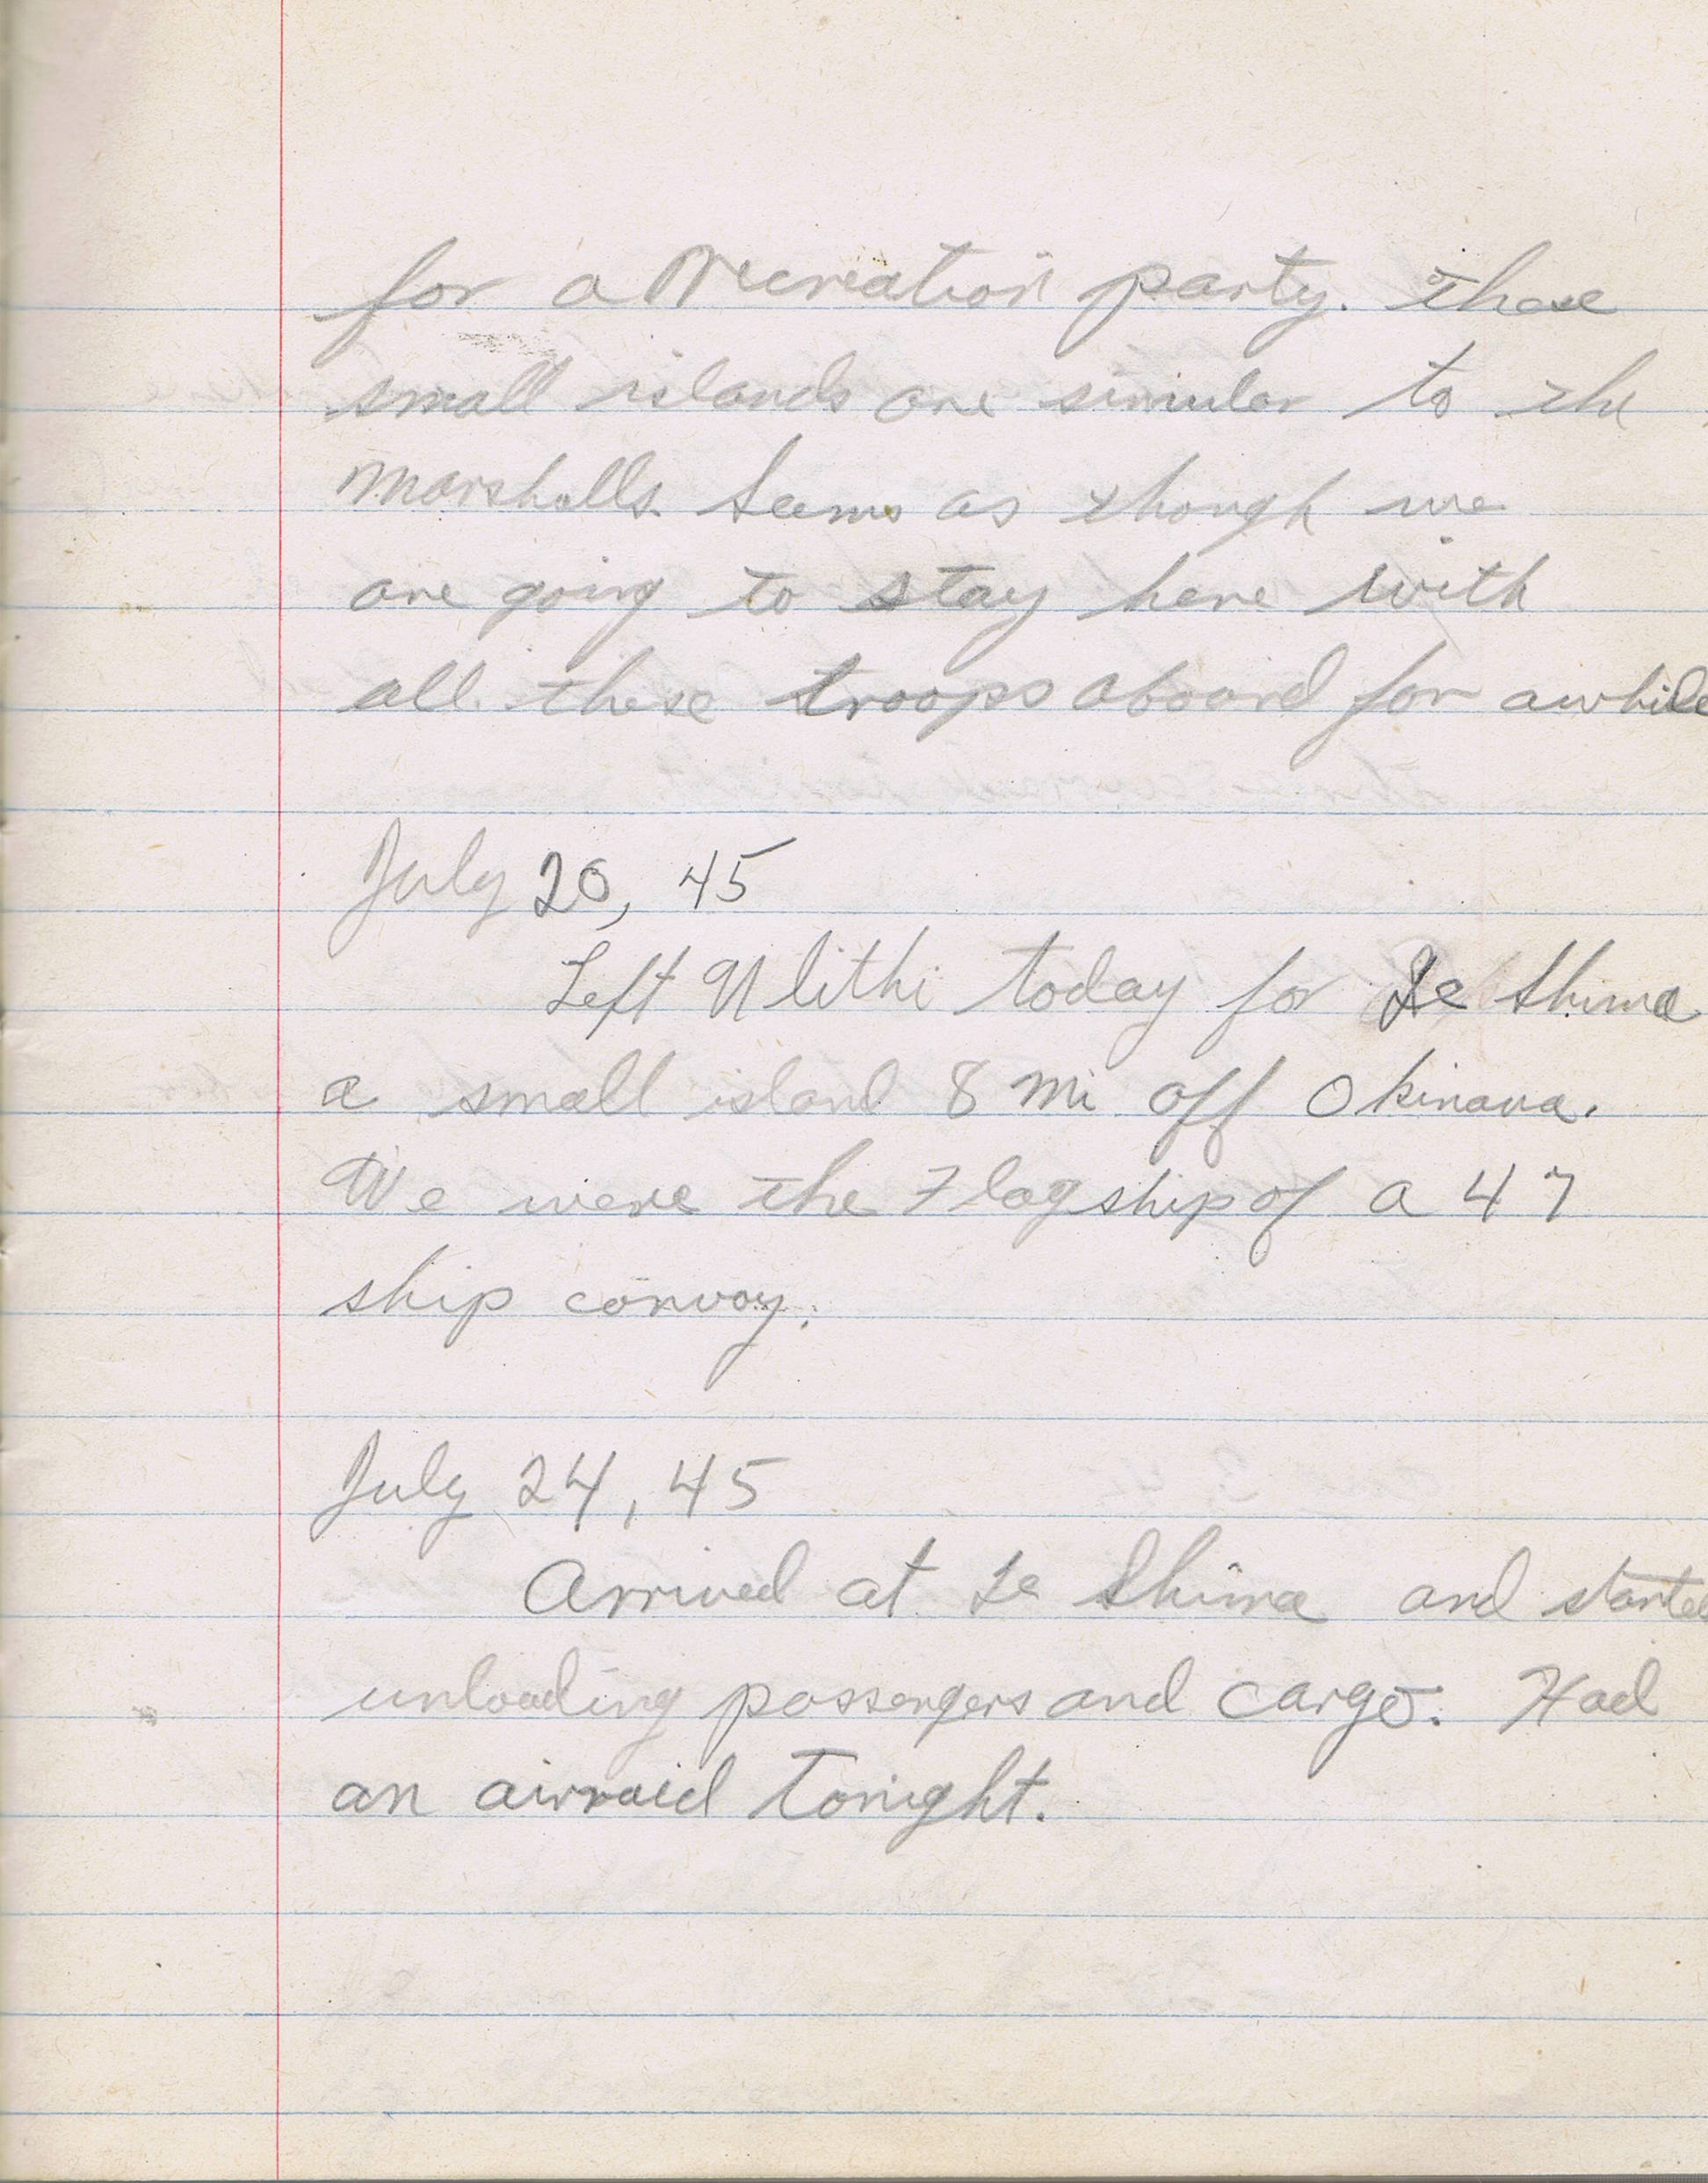 for a recreation party. These
small islands are simular to the
Marshalls. Seems as though we
are going to stay here with
all these troops aboard for awhile
July 20, 45
Left Ulithi today for Ie Shima
a small island 8 mi off Okinawa.
We were the Flagship of a 47
ship convoy.
July 24, 45
Arrived at Ie Shima and started
unloading passengers and cargo. Had
an airraid tonight.